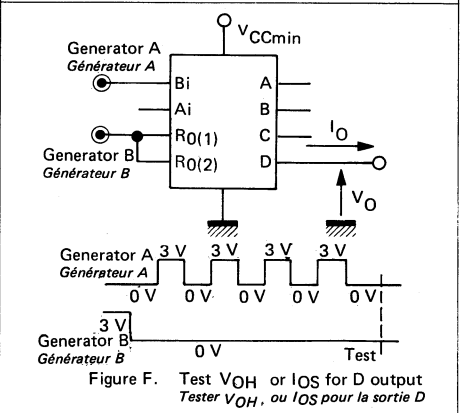 VCCmin
Generator A
Générateur A
Bi
A
Ai
B
R0(1)
C
IO
Generator B
Générateur B
R0(2)
D
VO
Generator A
Générateur A
3 V 3 V 3 V 3 V
0 V 0 V 0 V 0 V 0 V
3 V
Generator B
Générateur B
0 V
Test
Figure F. Test VOH or IOS for D output
Tester VOH, ou IOS pour la sortie D